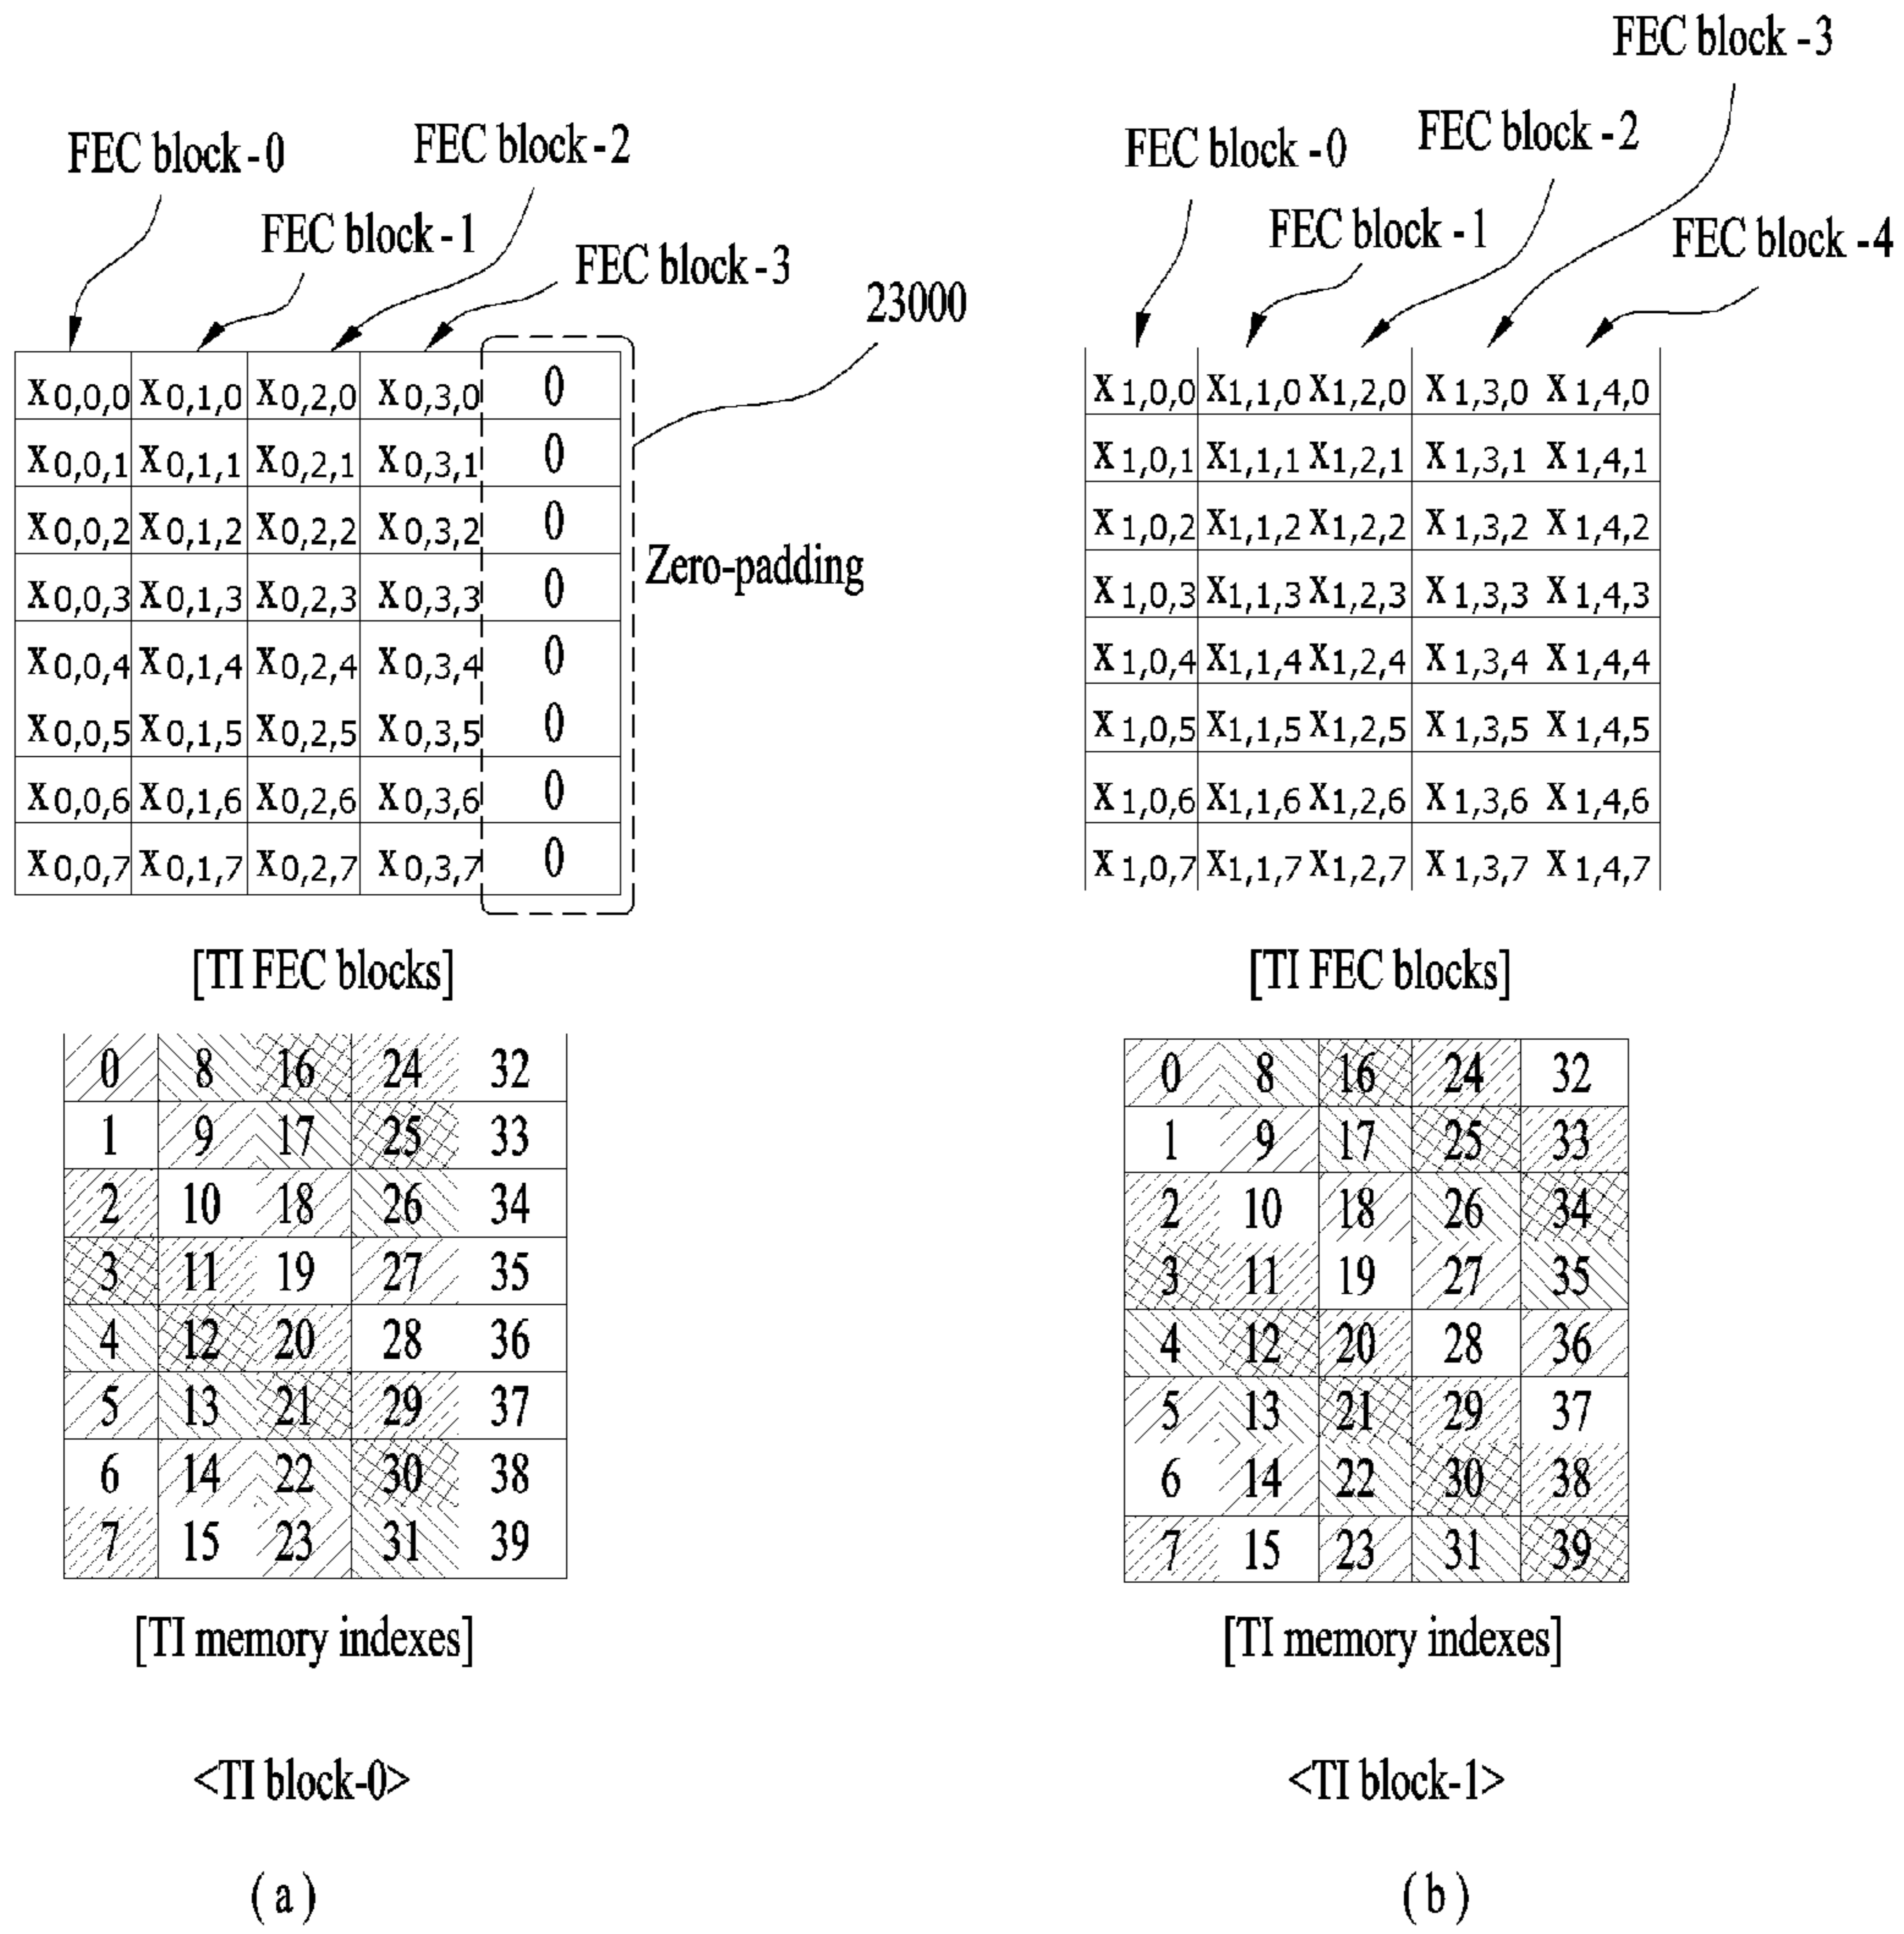 FEC block -3
FEC block-0 FEC block-2 FEC block -0 FEC block -2
FEC block-1 FEC block-3 FEC block -1 FEC block -4
23000
x0,0,0 x0,1,0 x0,2,0 x0,3,0 0 x1,0,0 x1,1,0 x1,2,0 x1,3,0 x1,4,0
x0,0,1 x0,1,1 x0,2,1 x0,3,1 0 x1,0,1 x1,1,1 x1,2,1 x1,3,1 x1,4,1
x0,0,2 x0,1,2 x0,2,2 x0,3,2 0 x1,0,2 x1,1,2 x1,2,2 x1,3,2 x1,4,2
Zero-padding
x0,0,3 x0,1,3 x0,2,3 x0,3,3 0 x1,0,3 x1,1,3 x1,2,3 x1,3,3 x1,4,3
x0,0,4 x0,1,4 x0,2,4 x0,3,4 0 x1,0,4 x1,1,4 x1,2,4 x1,3,4 x1,4,4
x0,0,5 x0,1,5 x0,2,5 x0,3,5 0 x1,0,5 x1,1,5 x1,2,5 x1,3,5 x1,4,5
x0,0,6 x0,1,6 x0,2,6 x0,3,6 0 x1,0,6 x1,1,6 x1,2,6 x1,3,6 x1,4,6
x0,0,7 x0,1,7 x0,2,7 x0,3,7 0 x1,0,7 x1,1,7 x1,2,7 x1,3,7 x1,4,7
[TI FEC blocks] [TI FEC blocks]
0 8 16 24 32 0 8 16 24 32
1 9 17 25 33 1 9 17 25 33
2 10 18 26 34 2 10 18 26 34
3 11 19 27 35 3 11 19 27 35
4 12 20 28 36 4 12 20 28 36
5 13 21 29 37 5 13 21 29 37
6 14 22 30 38 6 14 22 30 38
7 15 23 31 39 7 15 23 31 39
[TI memory indexes] [TI memory indexes]
<TI block-0> <TI block-1>
( a ) ( b )